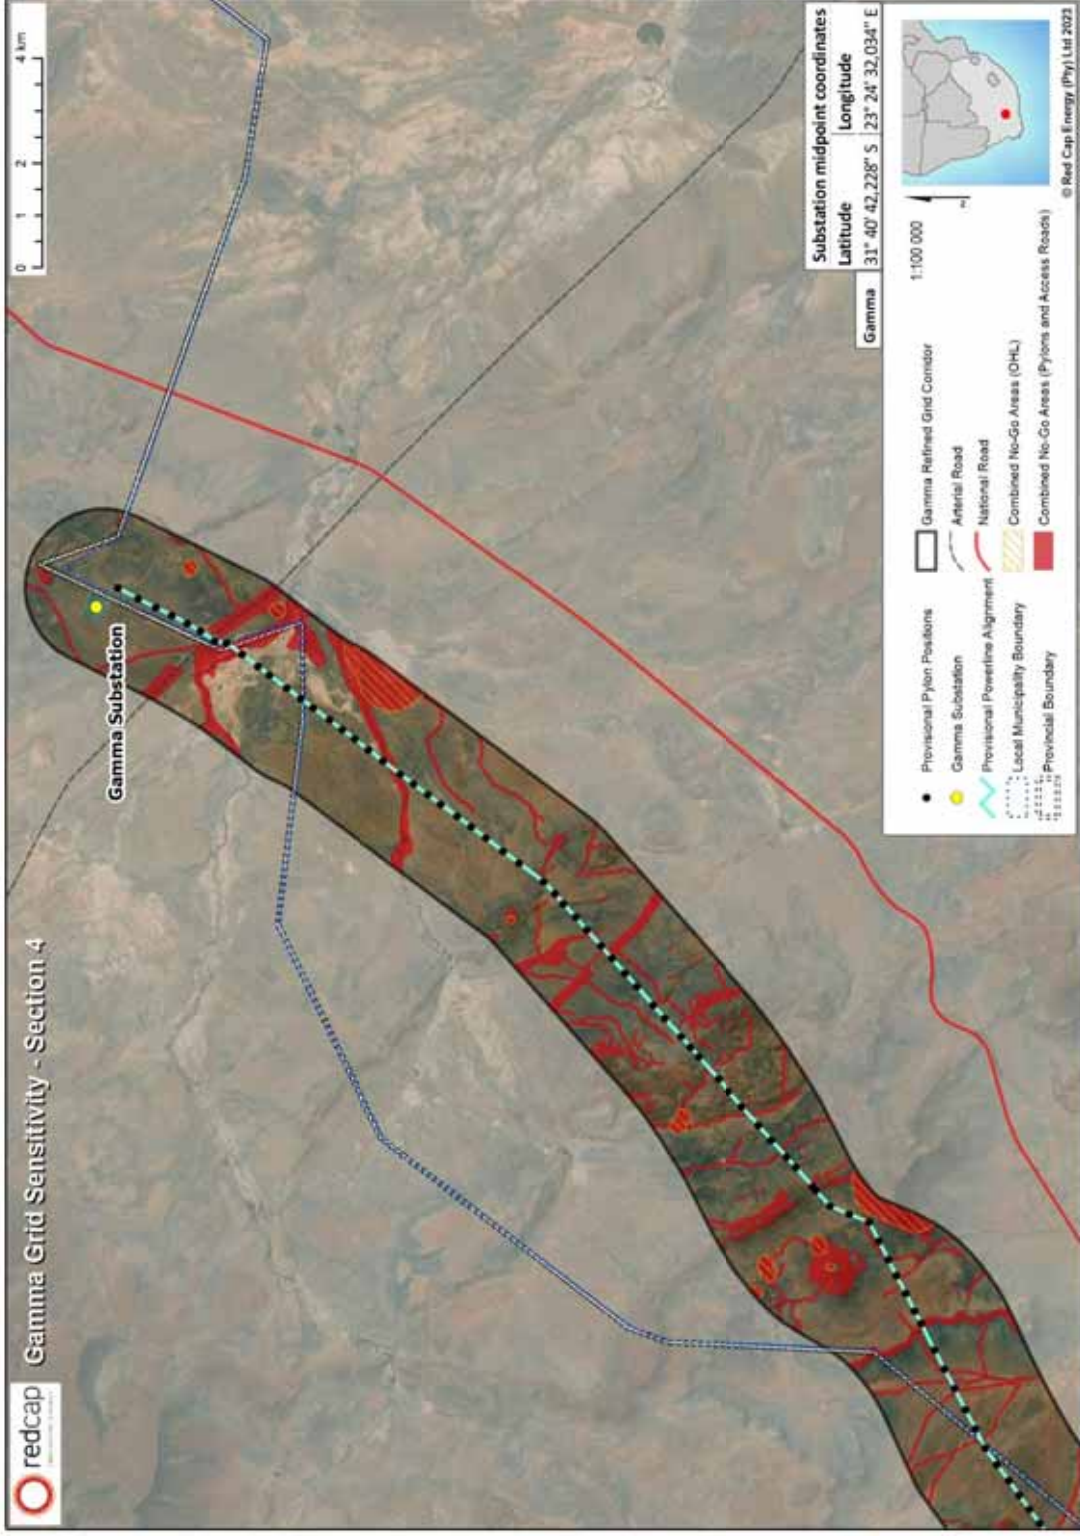 redcap
Gamma Grid Sensitivity - Section 4
0 1 2 4 km
Gamma Substation
Substation midpoint coordinates
Latitude Longitude
Gamma 31° 40' 42,228" S 23° 24' 32,034" E
Provisional Pylon Positions
Gamma Substation
Provisional Powerline Alignment
Local Municipality Boundary
Provincial Boundary
Gamma Refined Grid Corridor
Arterial Road
National Road
Combined No-Go Areas (OHL)
Combined No-Go Areas (Pylons and Access Roads)
1:100 000
N
© Red Cap Energy (Pty) Ltd 2023